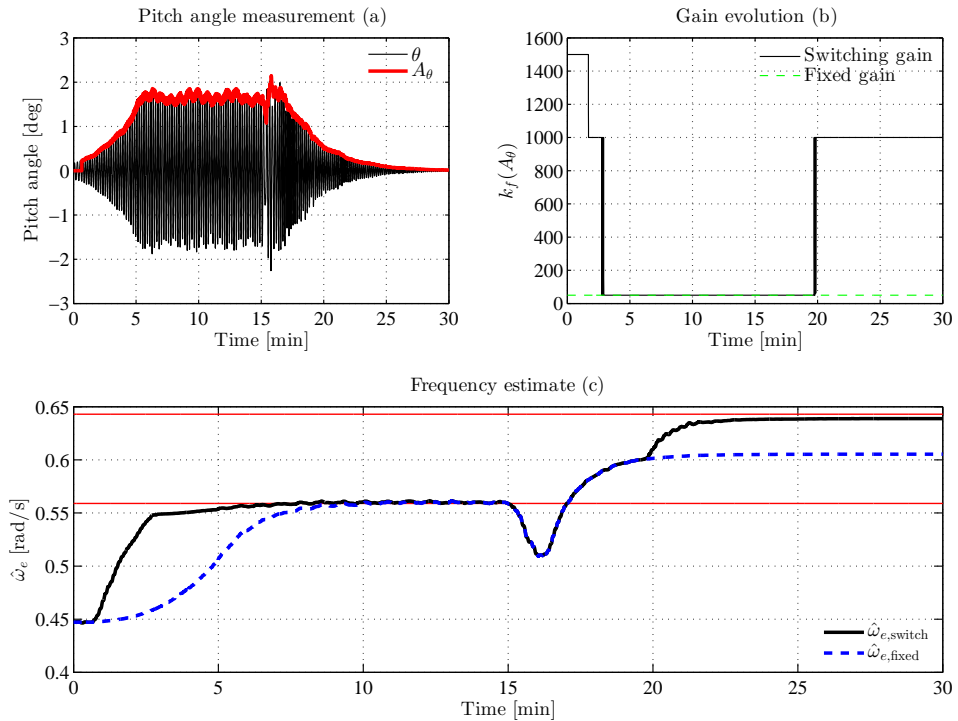 Pitch angle measurement (a)
Pitch angle [deg]
3
2
1
0
−1
−2
−3
θ
A_θ
0 5 10 15 20 25 30
Time [min]
Gain evolution (b)
k_f(A_θ)
1600
1400
1200
1000
800
600
400
200
0
Switching gain
Fixed gain
0 5 10 15 20 25 30
Time [min]
Frequency estimate (c)
ω̂_e [rad/s]
0.65
0.6
0.55
0.5
0.45
0.4
ω̂_e,switch
ω̂_e,fixed
0 5 10 15 20 25 30
Time [min]